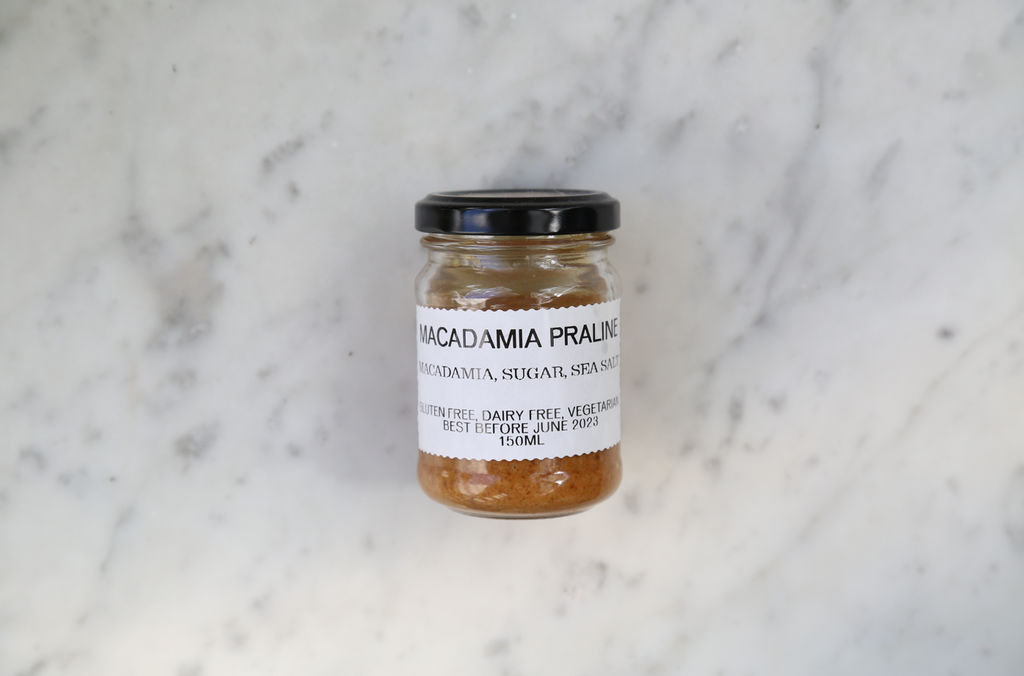 MACADAMIA PRALINE
MACADAMIA, SUGAR, SEA SALT
GLUTEN FREE, DAIRY FREE, VEGETARIAN
BEST BEFORE JUNE 2023
150ML